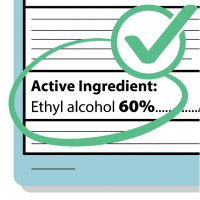 Active Ingredient:
Ethyl alcohol 60%..........